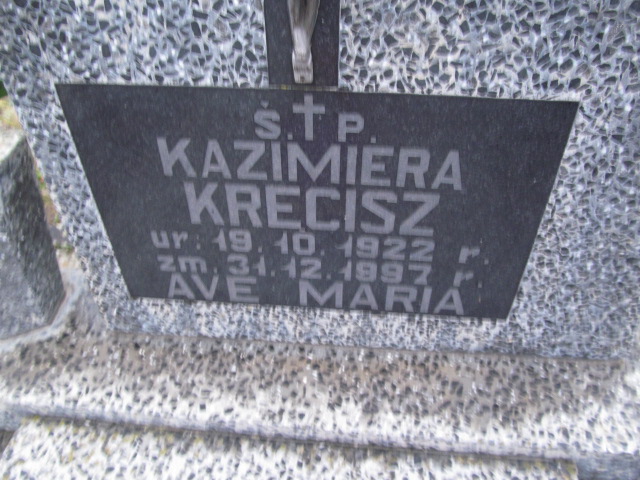 Ś. † P.
KAZIMIERA
KRECISZ
ur. 19.10.1922 r.
zm. 31.12.1997 r.
AVE MARIA